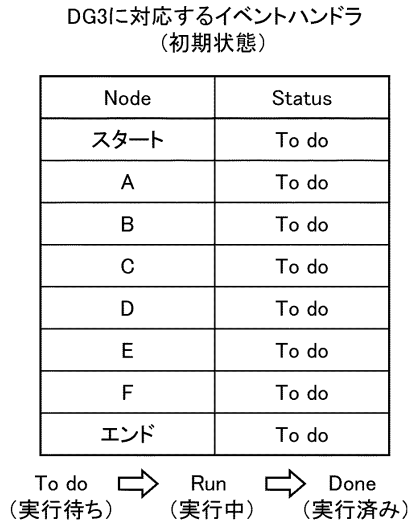 DG3に対応するイベントハンドラ
(初期状態)
Node Status
スタート To do
A To do
B To do
C To do
D To do
E To do
F To do
エンド To do
To do ⇨ Run ⇨ Done
(実行待ち) (実行中) (実行済み)